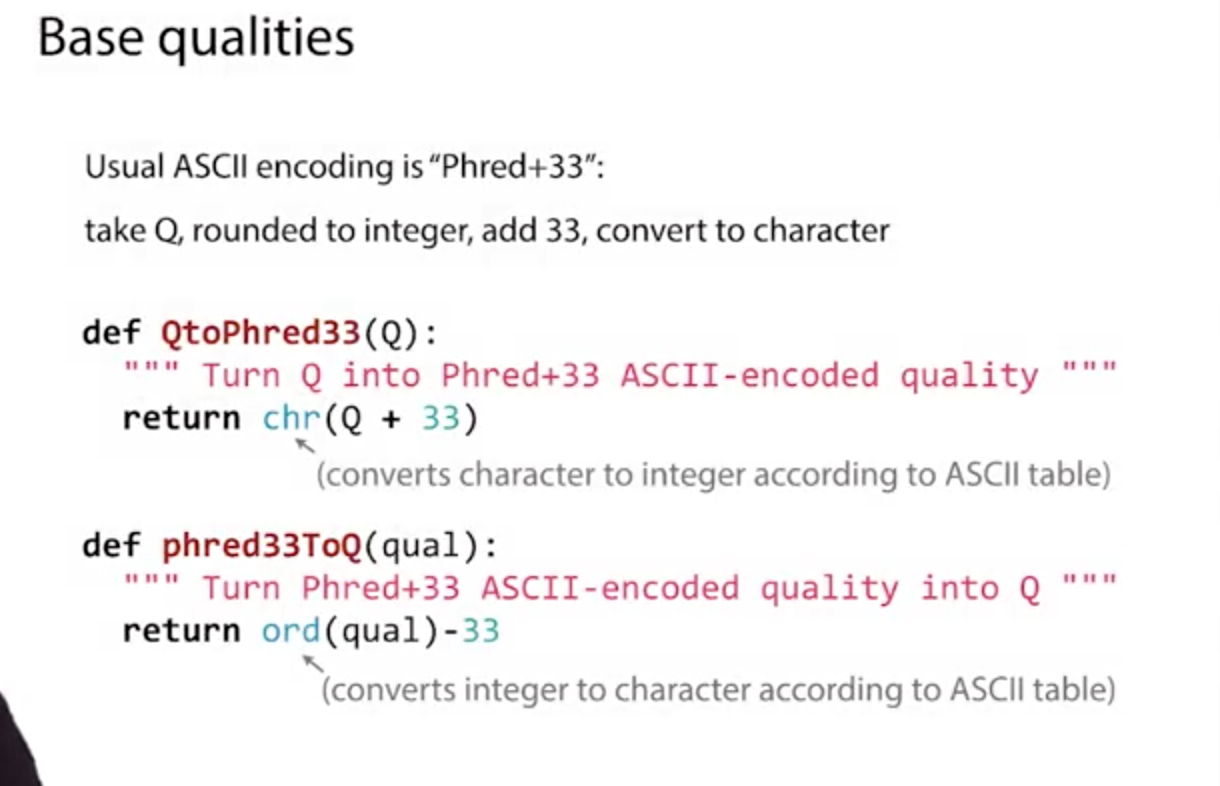 Base qualities
Usual ASCII encoding is “Phred+33”:
take Q, rounded to integer, add 33, convert to character
def QtoPhred33(Q):
""" Turn Q into Phred+33 ASCII-encoded quality """
return chr(Q + 33)
(converts character to integer according to ASCII table)
def phred33ToQ(qual):
""" Turn Phred+33 ASCII-encoded quality into Q """
return ord(qual)-33
(converts integer to character according to ASCII table)